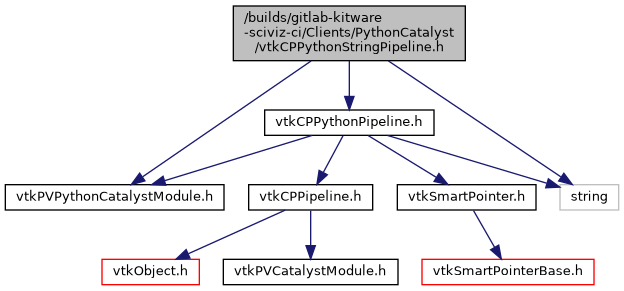 /builds/gitlab-kitware
-sciviz-ci/Clients/PythonCatalyst
/vtkCPPythonStringPipeline.h
vtkCPPythonPipeline.h
vtkPVPythonCatalystModule.h
vtkCPPipeline.h
vtkSmartPointer.h
string
vtkObject.h
vtkPVCatalystModule.h
vtkSmartPointerBase.h